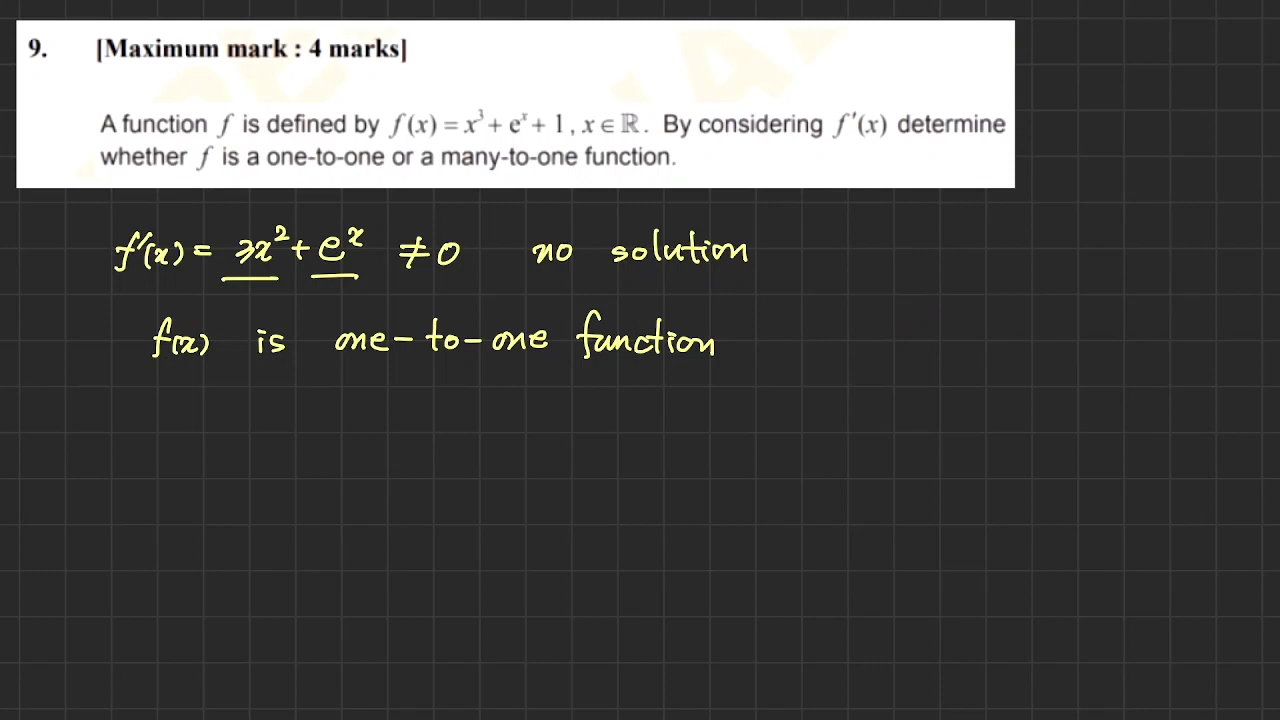 9. [Maximum mark : 4 marks]
A function f is defined by f(x) = x³ + eˣ + 1, x ∈ ℝ. By considering f′(x) determine
whether f is a one-to-one or a many-to-one function.
f′(x) = 3x² + eˣ ≠ 0 no solution
f(x) is one-to-one function